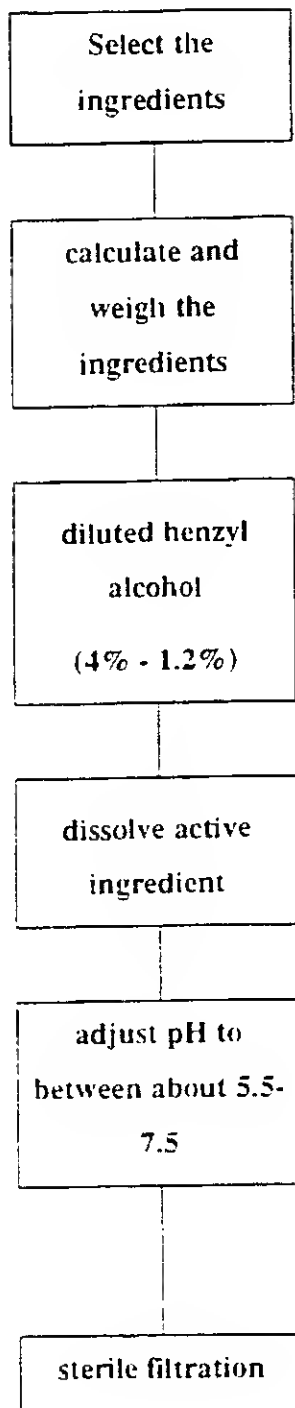 Select the
ingredients
calculate and
weigh the
ingredients
diluted henzyl
alcohol
(4% - 1.2%)
dissolve active
ingredient
adjust pH to
between about 5.5-
7.5
sterile filtration